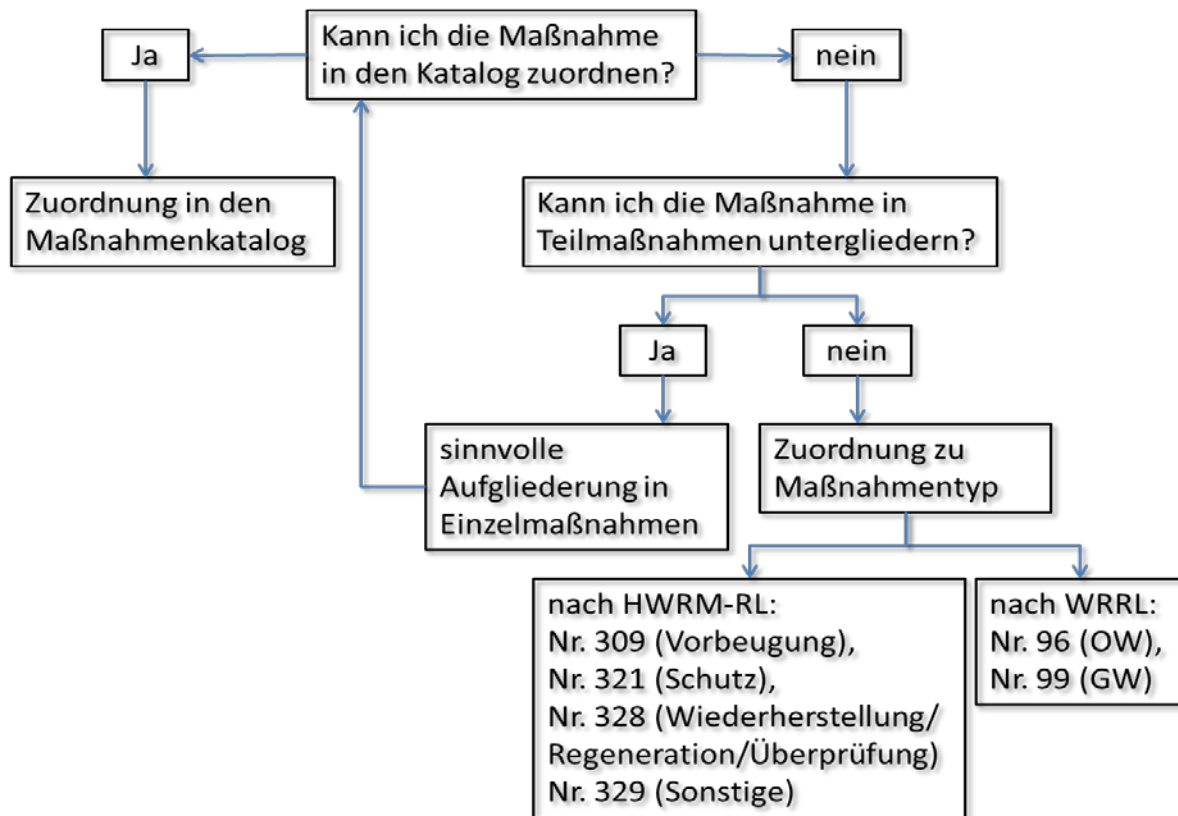 Ja
Kann ich die Maßnahme
in den Katalog zuordnen?
nein
Zuordnung in den
Maßnahmenkatalog
Kann ich die Maßnahme in
Teilmaßnahmen untergliedern?
Ja
nein
sinnvolle
Aufgliederung in
Einzelmaßnahmen
Zuordnung zu
Maßnahmentyp
nach HWRM-RL:
Nr. 309 (Vorbeugung),
Nr. 321 (Schutz),
Nr. 328 (Wiederherstellung/
Regeneration/Überprüfung)
Nr. 329 (Sonstige)
nach WRRL:
Nr. 96 (OW),
Nr. 99 (GW)